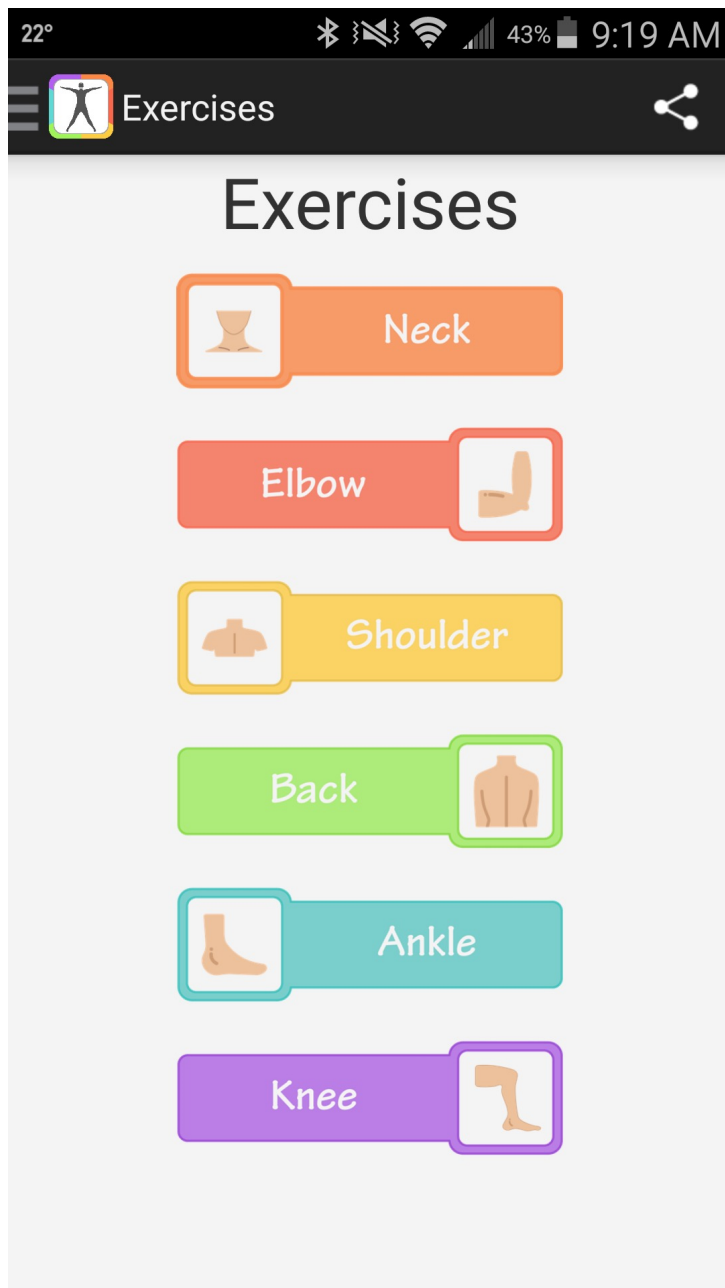 22° 43% 9:19 AM
Exercises
Exercises
Neck
Elbow
Shoulder
Back
Ankle
Knee